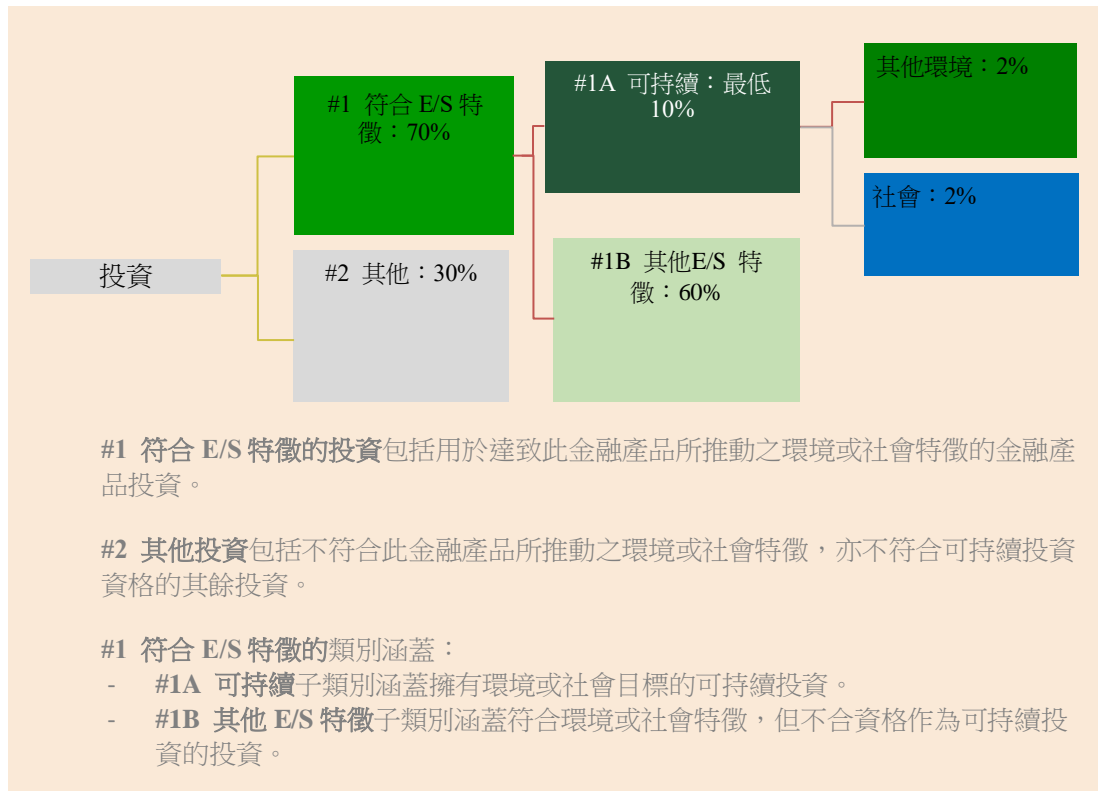 #1 符合 E/S 特
徵：70%
#1A 可持續：最低
10%
其他環境：2%
社會：2%
投資
#2 其他：30%
#1B 其他E/S 特
徵：60%
#1 符合 E/S 特徵的投資包括用於達致此金融產品所推動之環境或社會特徵的金融產
品投資。
#2 其他投資包括不符合此金融產品所推動之環境或社會特徵，亦不符合可持續投資
資格的其餘投資。
#1 符合 E/S 特徵的類別涵蓋：
- #1A 可持續子類別涵蓋擁有環境或社會目標的可持續投資。
- #1B 其他 E/S 特徵子類別涵蓋符合環境或社會特徵，但不合資格作為可持續投
資的投資。